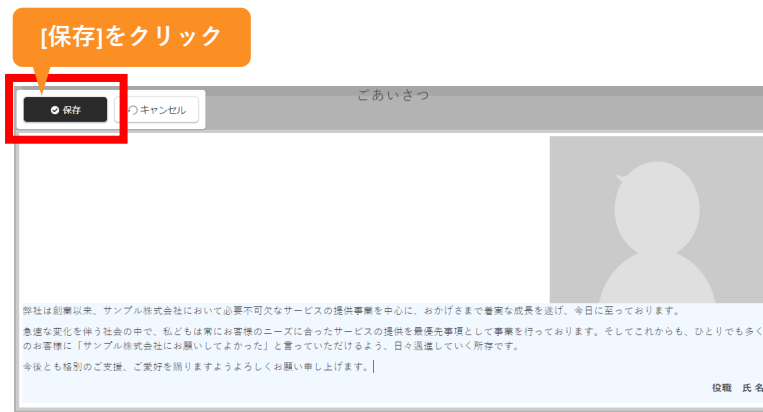 [保存]をクリック
ごあいさつ
保存
キャンセル
弊社は創業以来、サンプル株式会社において必要不可欠なサービスの提供事業を中心に、おかげさまで着実な成長を遂げ、今日に至っております。
急速な変化を伴う社会の中で、私どもは常にお客様のニーズに合ったサービスの提供を最優先事項として事業を行っております。そしてこれからも、ひとりでも多く
のお客様に「サンプル株式会社にお願いしてよかった」と言っていただけるよう、日々邁進していく所存です。
今後とも格別のご支援、ご愛好を賜りますようよろしくお願い申し上げます。
役職 氏名